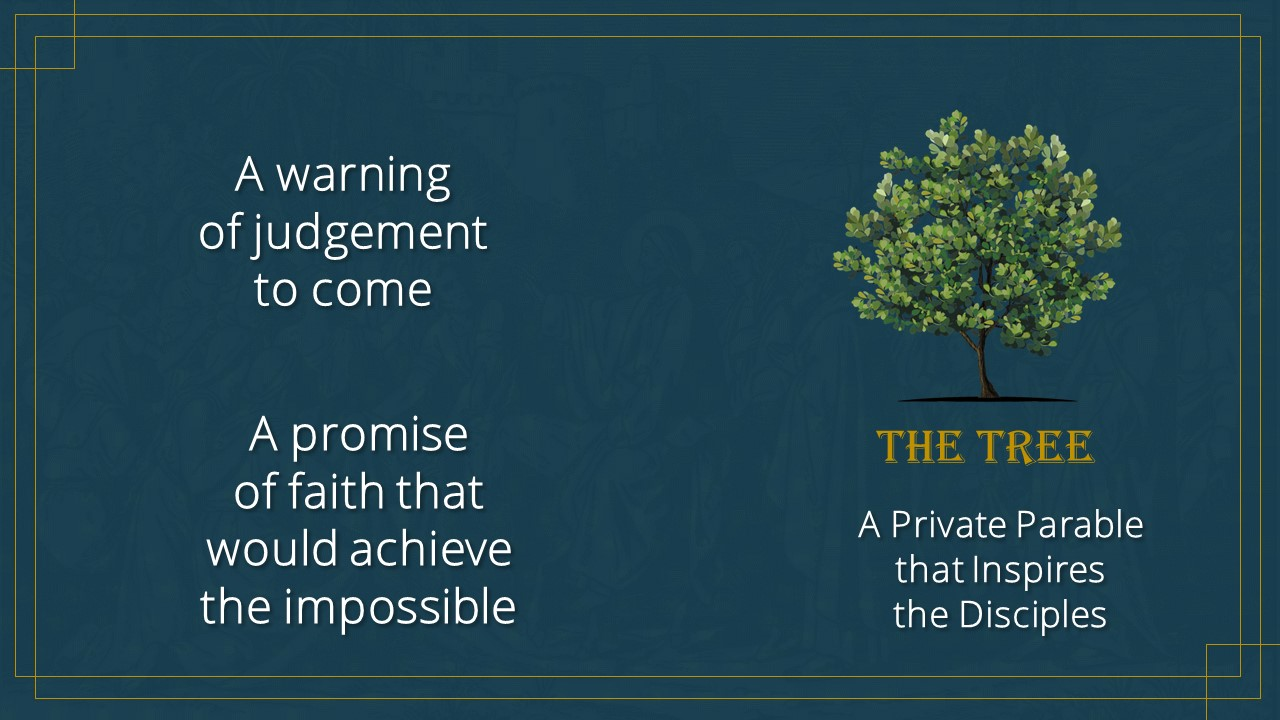 A warning
of judgement
to come
A promise
of faith that
would achieve
the impossible
THE TREE
A Private Parable
that Inspires
the Disciples